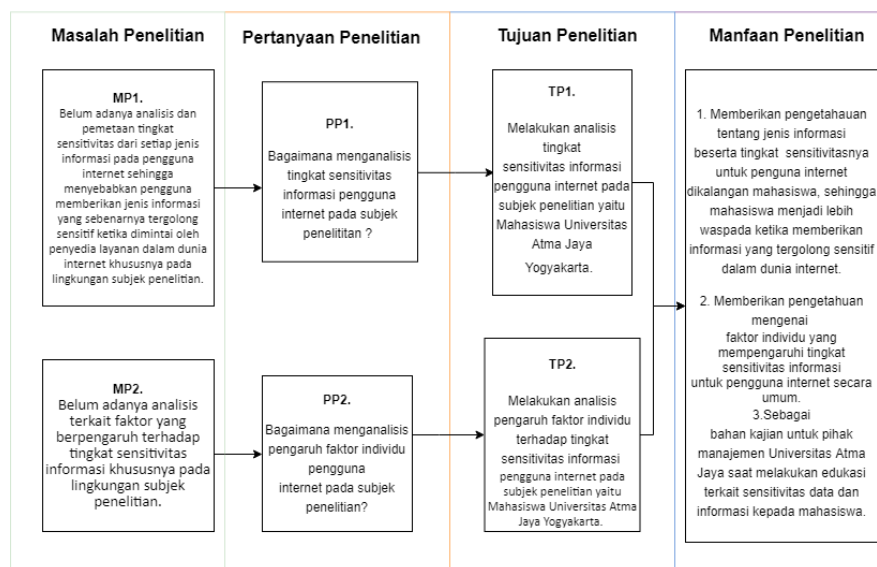 Masalah Penelitian
Pertanyaan Penelitian
Tujuan Penelitian
Manfaan Penelitian
MP1.
Belum adanya analisis dan
pemetaan tingkat
sensitivitas dari setiap jenis
informasi pada pengguna
internet sehingga
menyebabkan pengguna
memberikan jenis informasi
yang sebenarnya tergolong
sensitif ketika dimintai oleh
penyedia layanan dalam dunia
internet khususnya pada
lingkungan subjek penelitian.
PP1.
Bagaimana menganalisis
tingkat sensitivitas
informasi pengguna
internet pada subjek
penelititan ?
TP1.
Melakukan analisis
tingkat
sensitivitas informasi
pengguna internet pada
subjek penelitian yaitu
Mahasiswa Universitas
Atma Jaya
Yogyakarta.
1. Memberikan pengetahauan
tentang jenis informasi
beserta tingkat sensitivitasnya
untuk penguna internet
dikalangan mahasiswa, sehingga
mahasiswa menjadi lebih
waspada ketika memberikan
informasi yang tergolong sensitif
dalam dunia internet.
2. Memberikan pengetahuan
mengenai
faktor individu yang
mempengaruhi tingkat
sensitivitas informasi
untuk pengguna internet secara
umum.
3.Sebagai
bahan kajian untuk pihak
manajemen Universitas Atma
Jaya saat melakukan edukasi
terkait sensitivitas data dan
informasi kepada mahasiswa.
MP2.
Belum adanya analisis
terkait faktor yang
berpengaruh terhadap
tingkat sensitivitas
informasi khususnya pada
lingkungan subjek
penelitian.
PP2.
Bagaimana menganalisis
pengaruh faktor individu
pengguna
internet pada subjek
penelitian?
TP2.
Melakukan analisis
pengaruh faktor individu
terhadap tingkat
sensitivitas informasi
pengguna internet pada
subjek penelitian yaitu
Mahasiswa Universitas Atma
Jaya Yogyakarta.